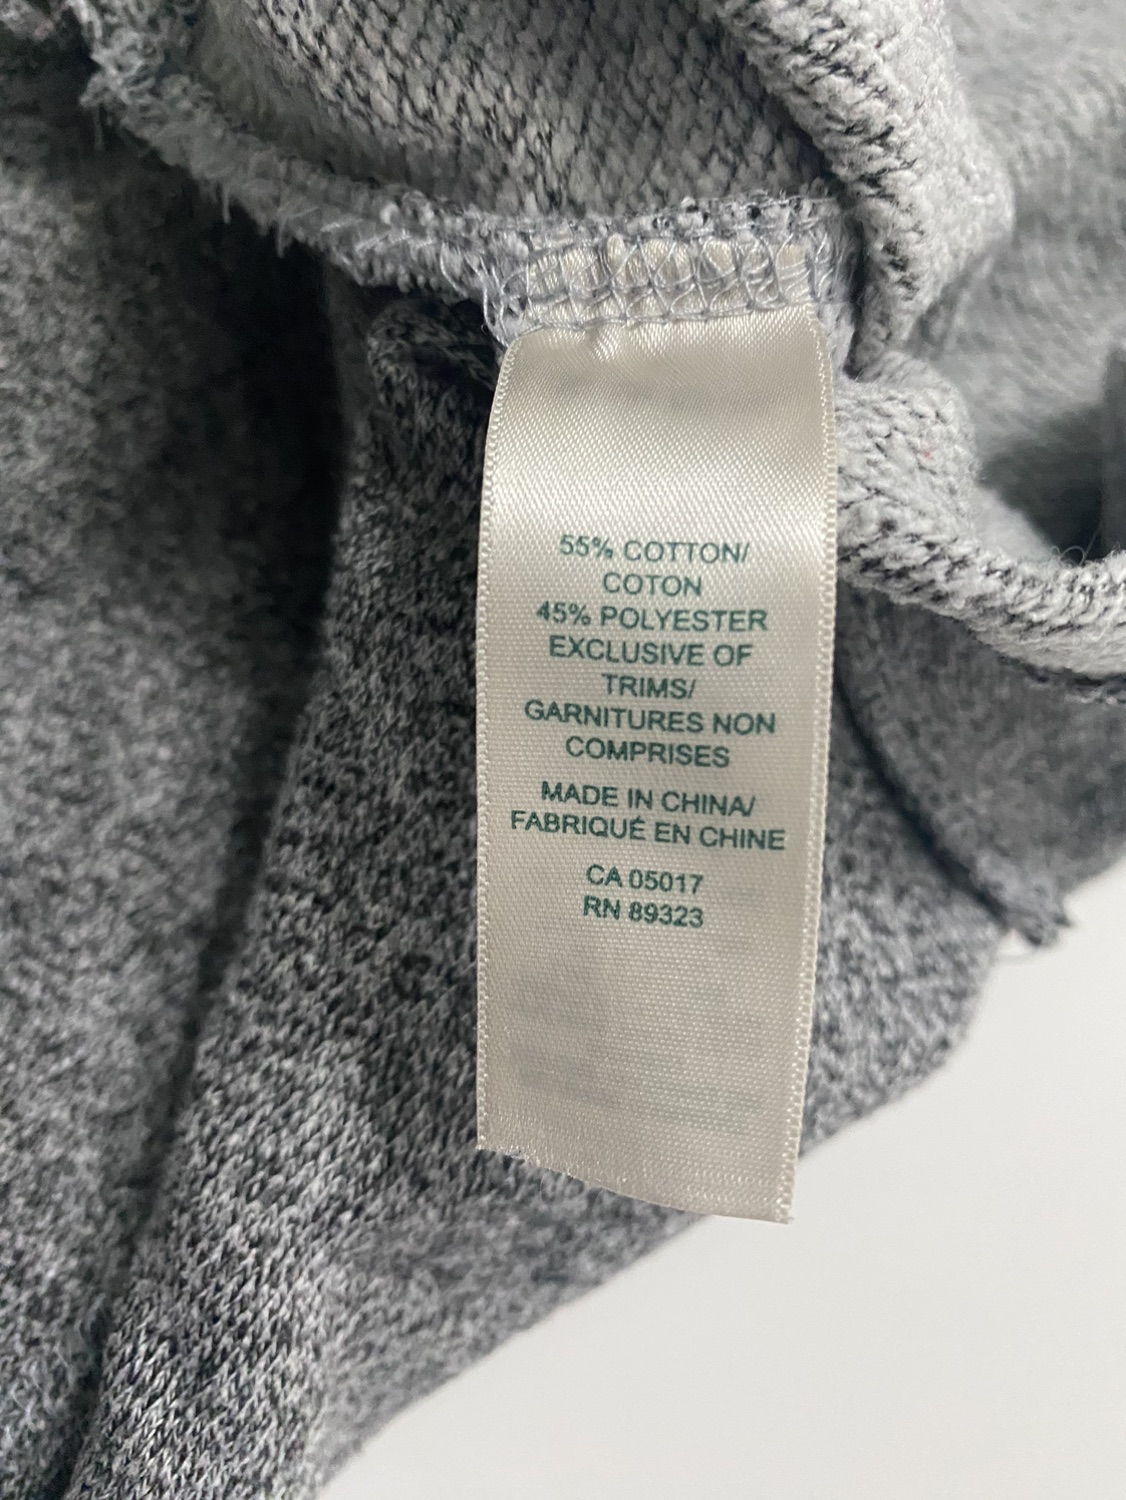 55% COTTON/
COTON
45% POLYESTER
EXCLUSIVE OF
TRIMS/
GARNITURES NON
COMPRISES
MADE IN CHINA/
FABRIQUÉ EN CHINE
CA 05017
RN 89323